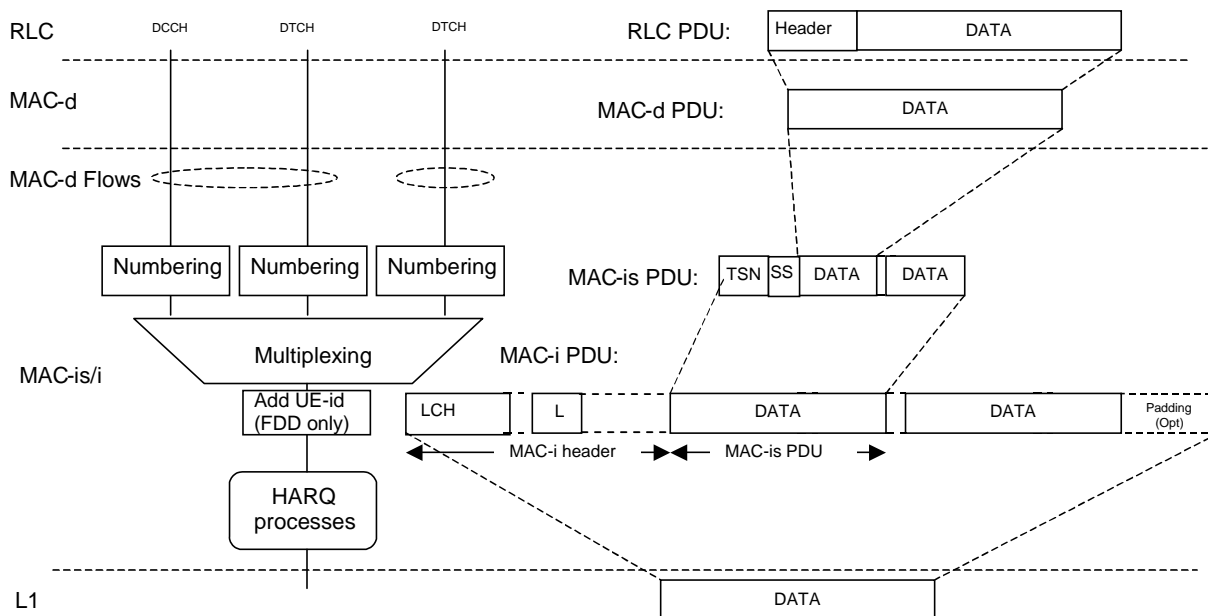 RLC DCCH DTCH DTCH RLC PDU: Header DATA
MAC-d MAC-d PDU: DATA
MAC-d Flows
Numbering Numbering Numbering MAC-is PDU: TSN SS DATA DATA
Multiplexing MAC-i PDU:
MAC-is/i
Add UE-id
(FDD only)
LCH L DATA DATA Padding
(Opt)
MAC-i header MAC-is PDU
HARQ
processes
L1 DATA